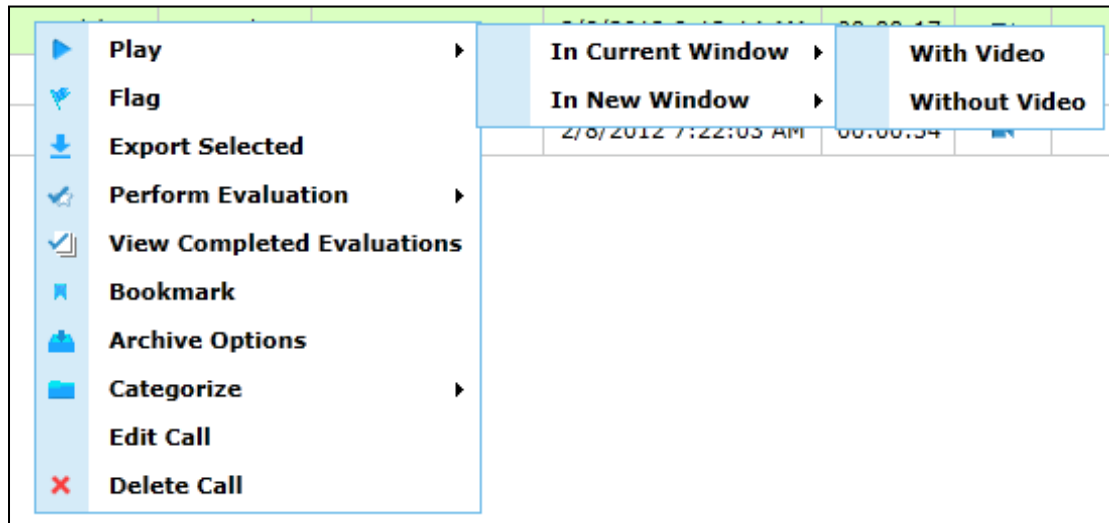 Play
In Current Window
With Video
Flag
In New Window
Without Video
2/8/2012 7:22:03 AM
Export Selected
Perform Evaluation
View Completed Evaluations
Bookmark
Archive Options
Categorize
Edit Call
Delete Call